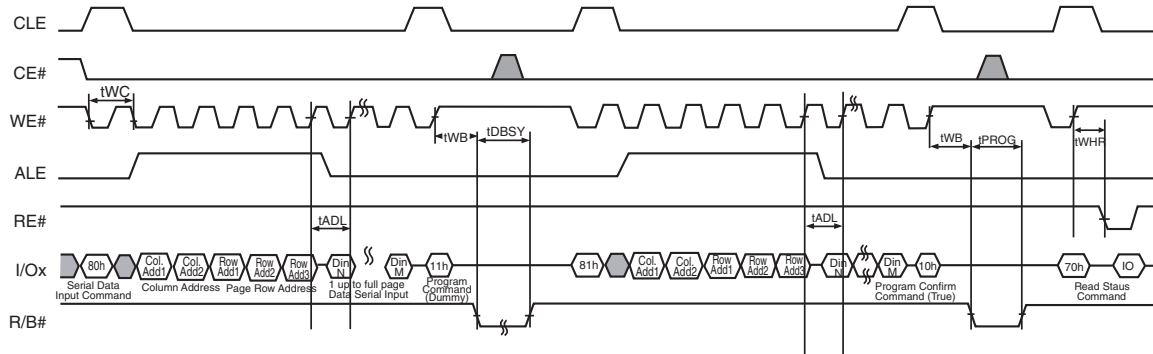 CLE
CE#
tWC
WE#
tWB
tDBSY
tWB
tPROG
tWHR
ALE
RE#
tADL
tADL
I/Ox
80h
Col. Add1
Col. Add2
Row Add1
Row Add2
Row Add3
Din N
Din M
11h
81h
Col. Add1
Col. Add2
Row Add1
Row Add2
Row Add3
Din N
Din M
10h
70h
IO
Serial Data
Input Command
Column Address
Page Row Address
1 up to full page
Data Serial Input
Program
Command
(Dummy)
Program Confirm
Command (True)
Read Staus
Command
R/B#